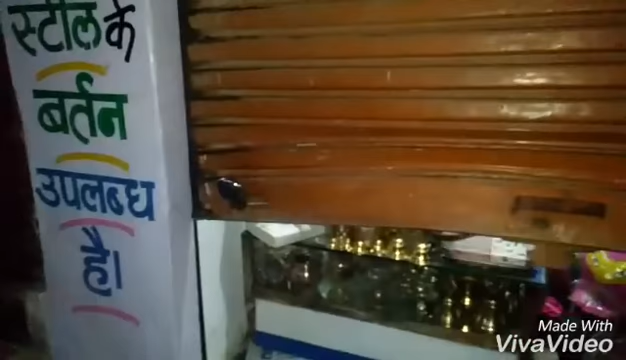 स्टील के
बर्तन
उपलब्ध
है।
Made With
VivaVideo